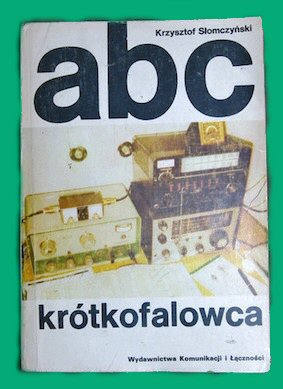 Krzysztof Słomczyński
abc
krótkofalowca
Wydawnictwa Komunikacji i Łączności